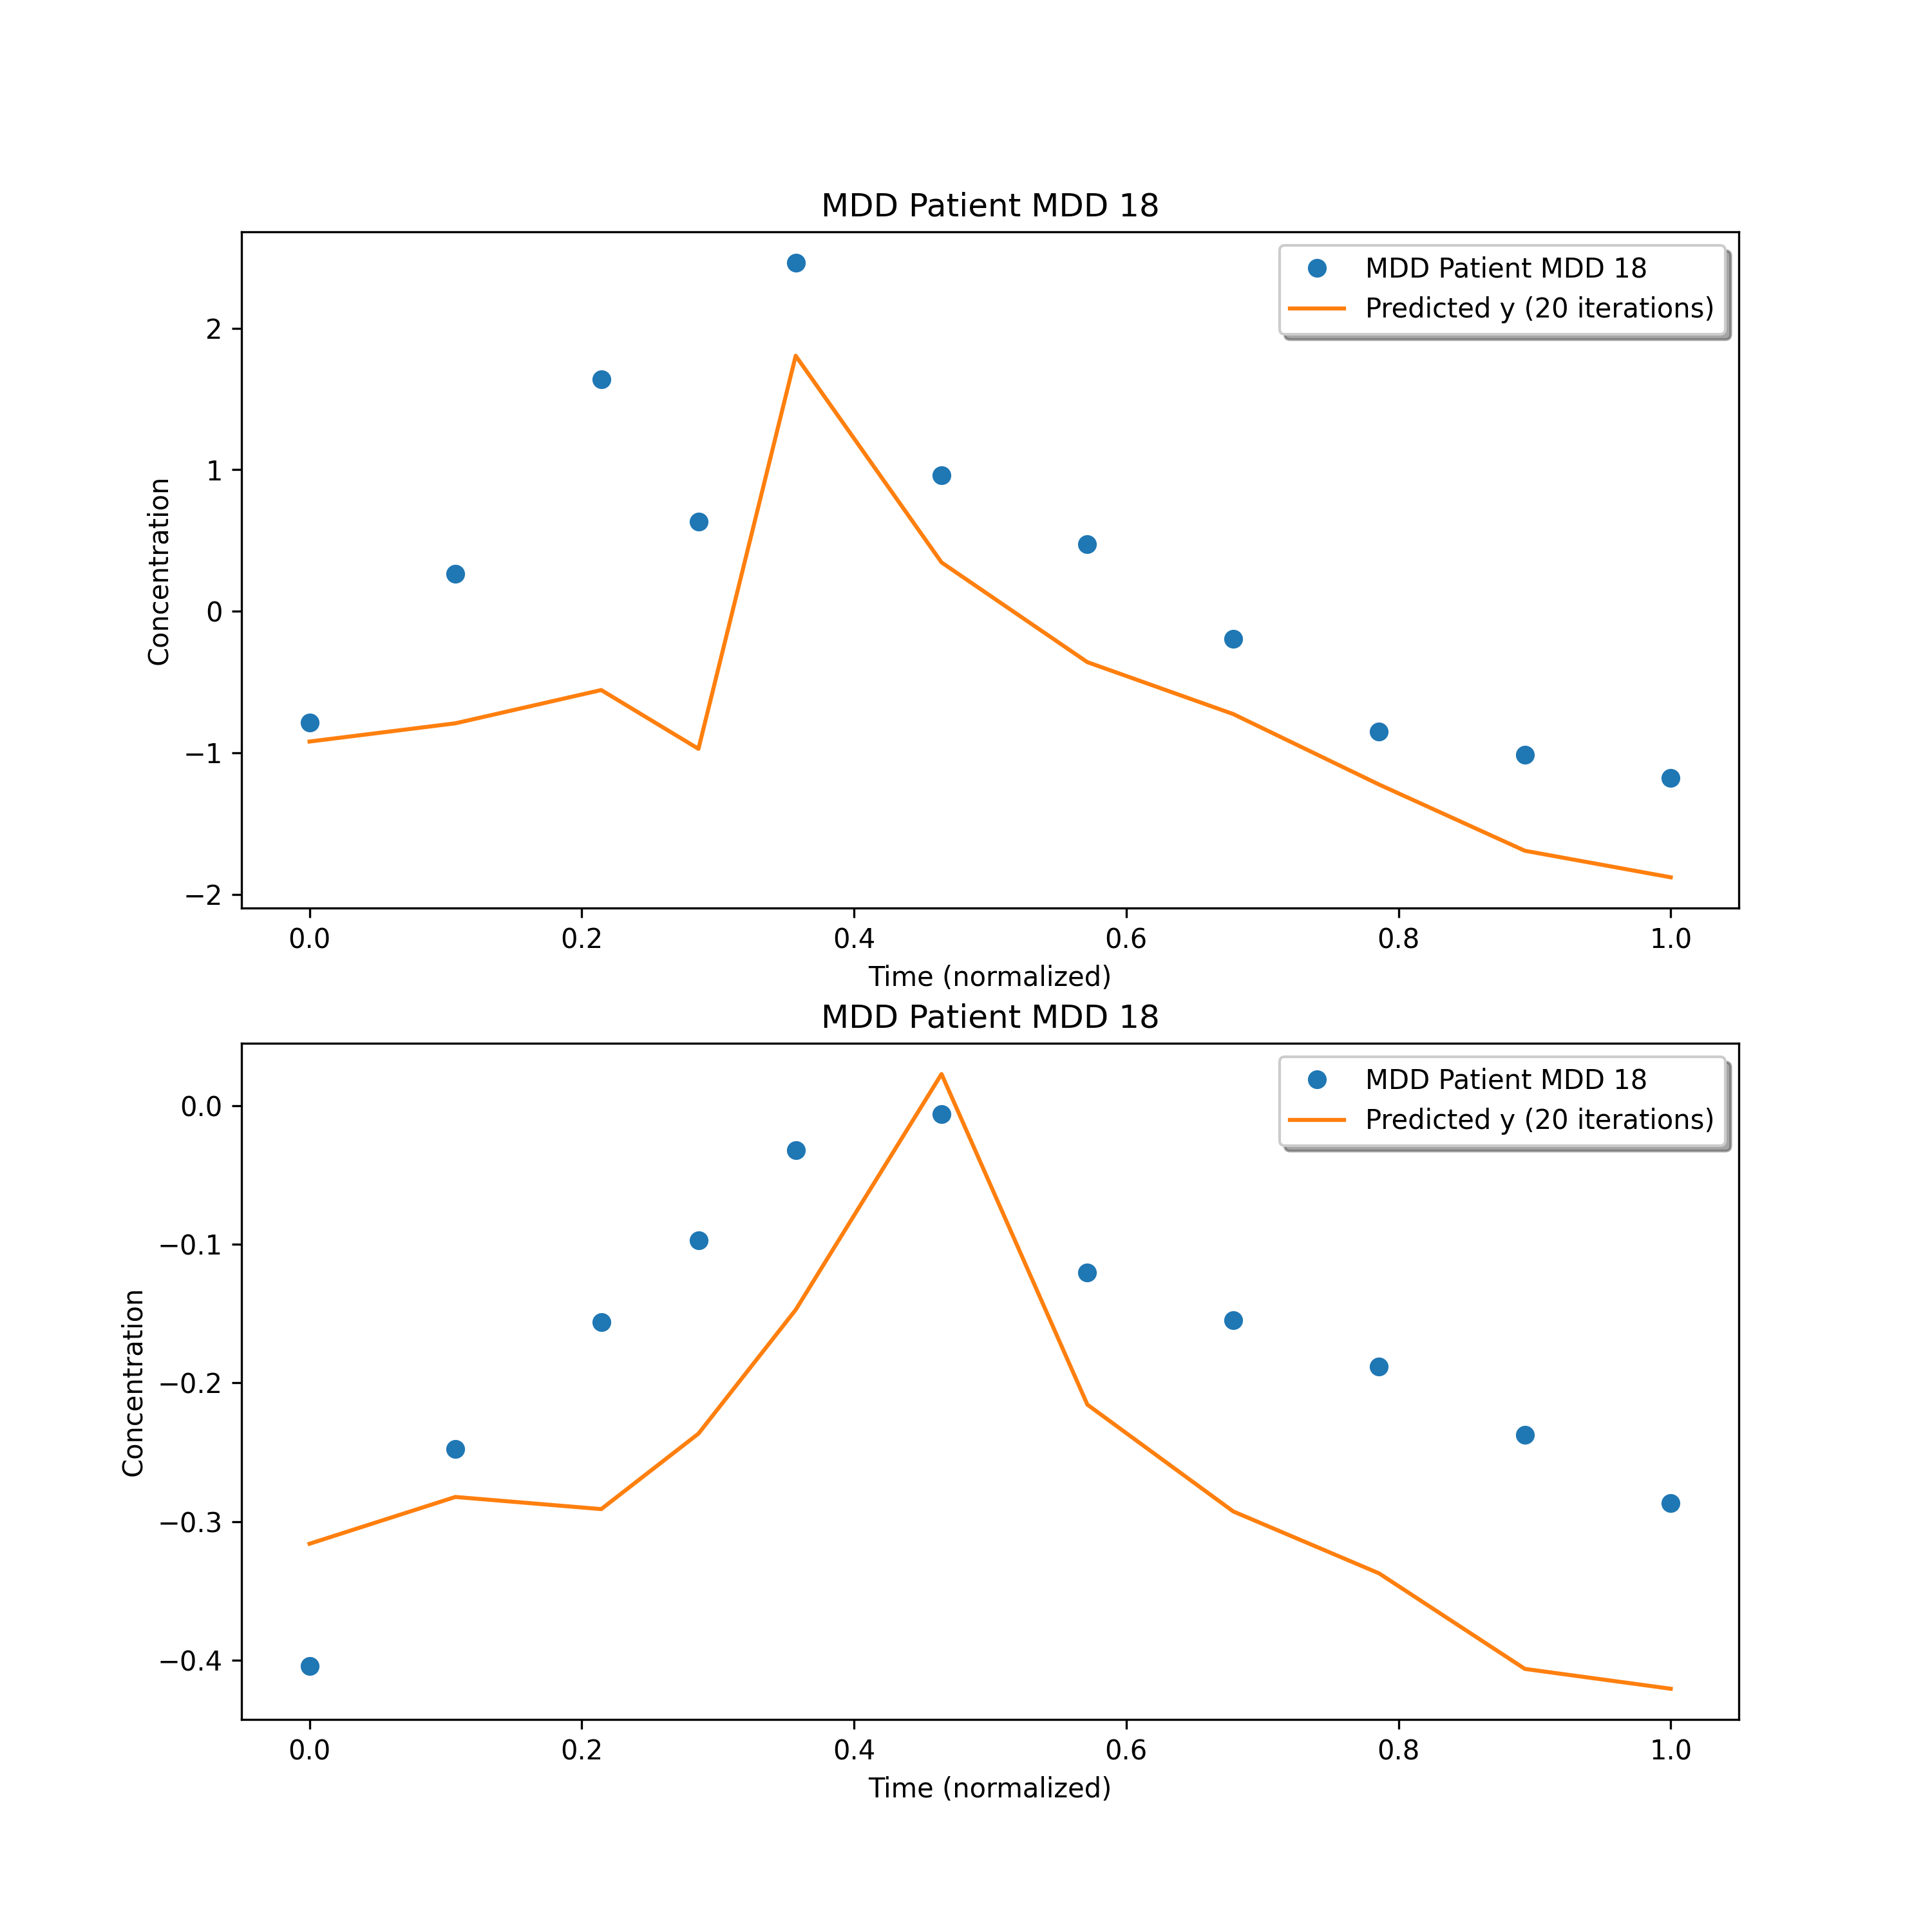 MDD Patient MDD 18
MDD Patient MDD 18
Predicted y (20 iterations)
2
1
0
−1
−2
Concentration
0.0 0.2 0.4 0.6 0.8 1.0
Time (normalized)
MDD Patient MDD 18
MDD Patient MDD 18
Predicted y (20 iterations)
0.0
−0.1
−0.2
−0.3
−0.4
Concentration
0.0 0.2 0.4 0.6 0.8 1.0
Time (normalized)